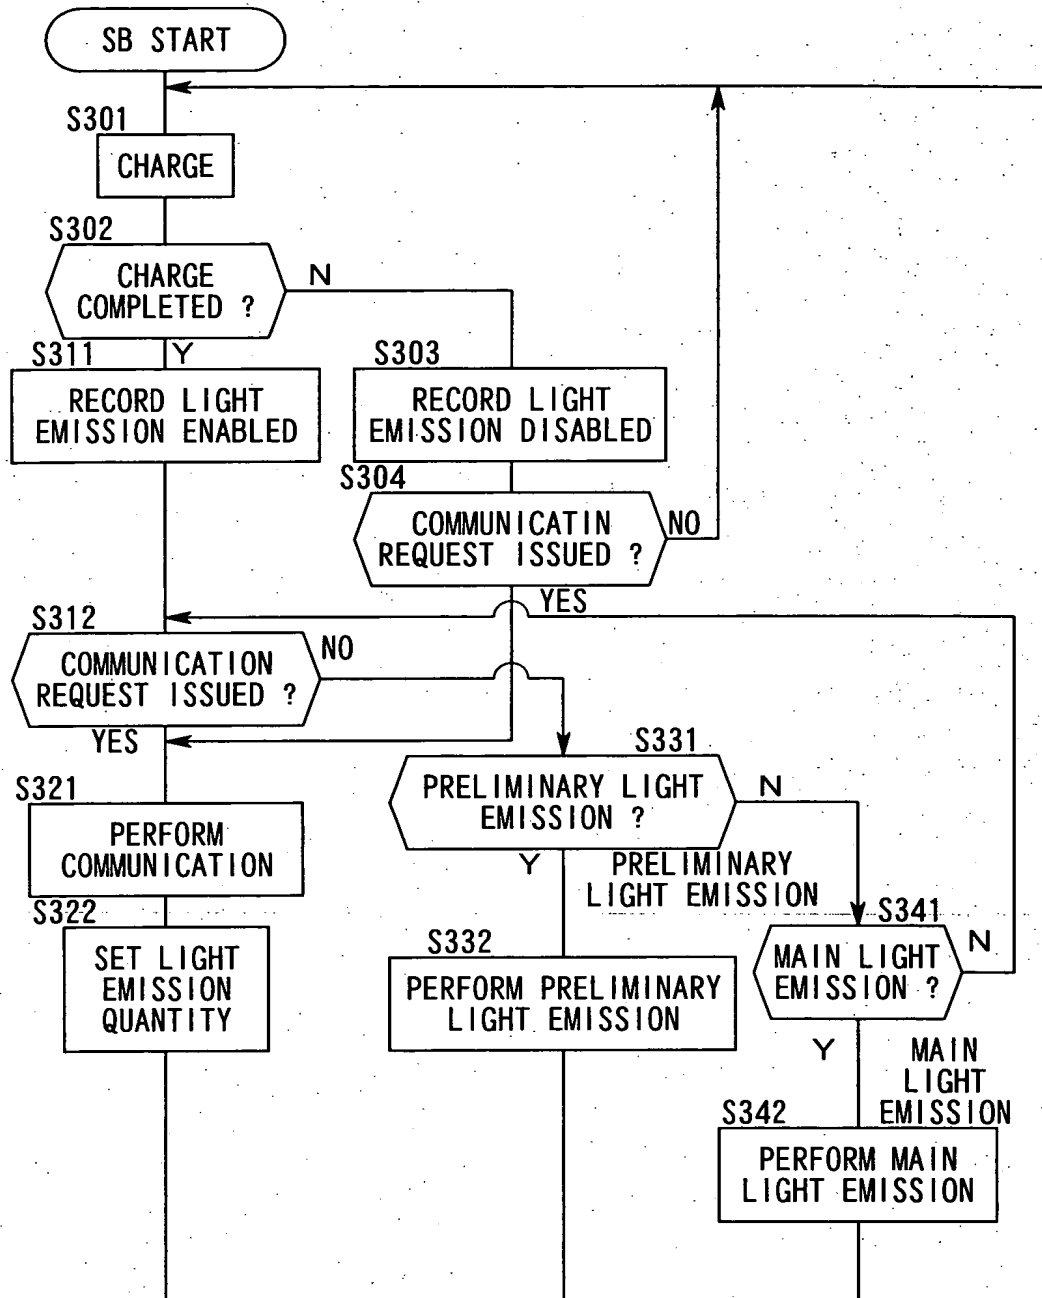 SB START
S301
CHARGE
S302
CHARGE
COMPLETED ?
N
Y
S311
RECORD LIGHT
EMISSION ENABLED
S303
RECORD LIGHT
EMISSION DISABLED
S304
COMMUNICATIN
REQUEST ISSUED ?
NO
YES
S312
COMMUNICATION
REQUEST ISSUED ?
NO
YES
S331
PRELIMINARY LIGHT
EMISSION ?
N
Y
PRELIMINARY
LIGHT EMISSION
S321
PERFORM
COMMUNICATION
S322
SET LIGHT
EMISSION
QUANTITY
S332
PERFORM PRELIMINARY
LIGHT EMISSION
S341
MAIN LIGHT
EMISSION ?
N
Y
MAIN
LIGHT
EMISSION
S342
PERFORM MAIN
LIGHT EMISSION